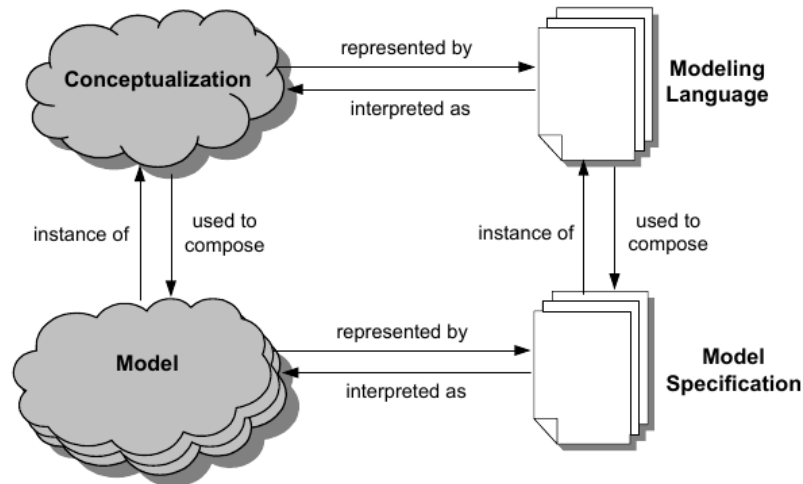 represented by
Conceptualization
Modeling
Language
interpreted as
instance of
used to
compose
instance of
used to
compose
represented by
Model
Model
Specification
interpreted as